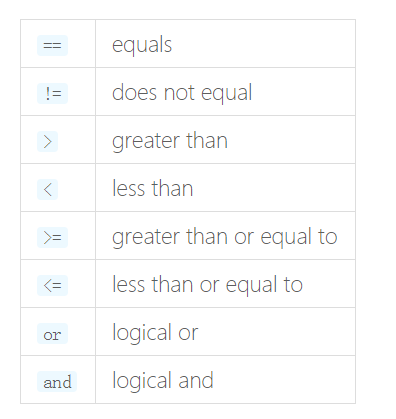 == equals
!= does not equal
> greater than
< less than
>= greater than or equal to
<= less than or equal to
or logical or
and logical and